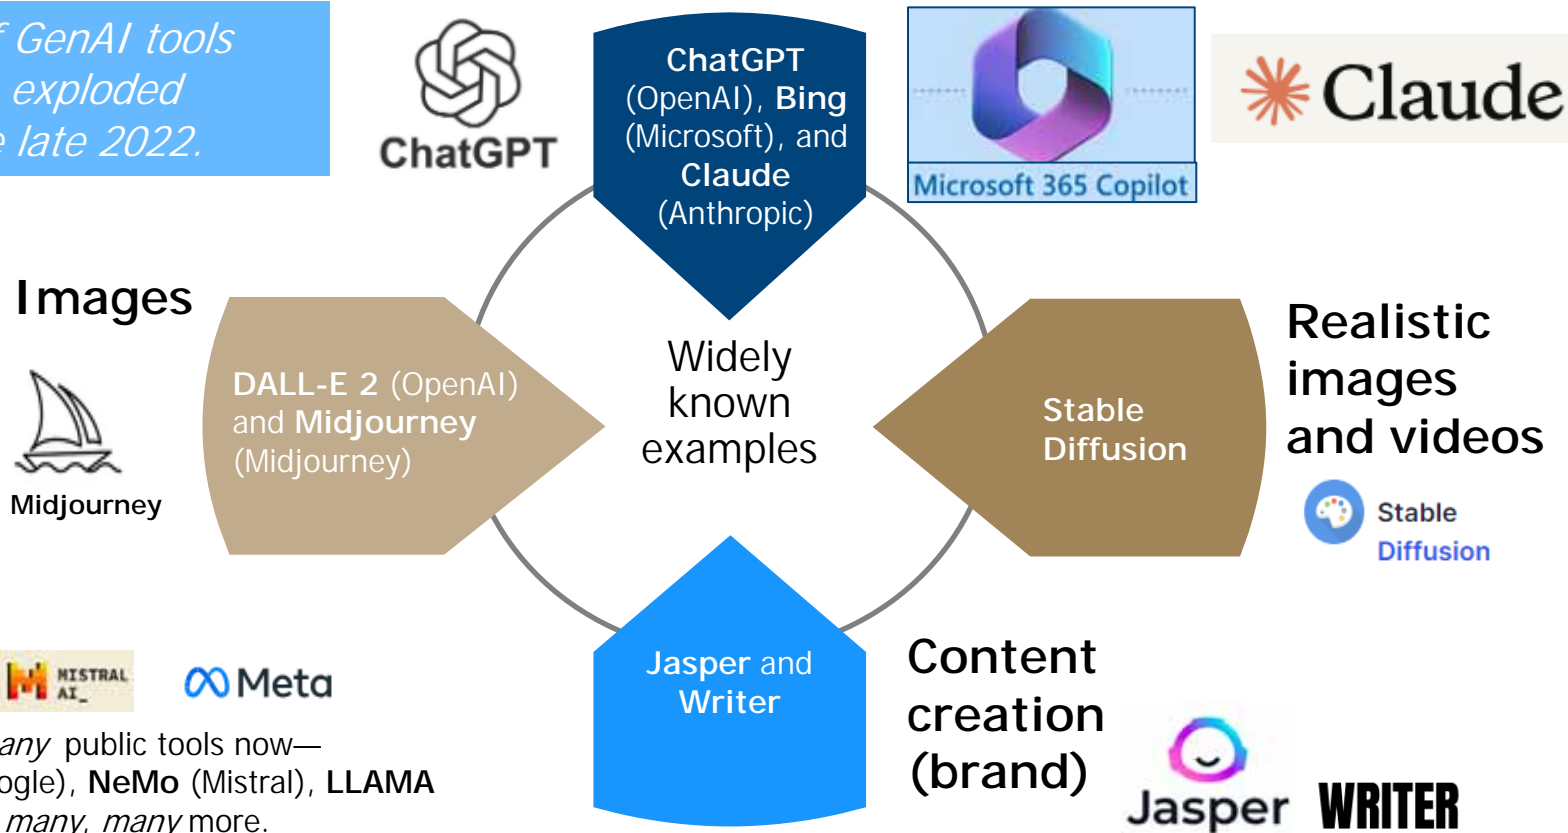 f GenAI tools
exploded
e late 2022.
ChatGPT
ChatGPT
(OpenAI), Bing
(Microsoft), and
Claude
(Anthropic)
Microsoft 365 Copilot
Claude
Images
Midjourney
DALL-E 2 (OpenAI)
and Midjourney
(Midjourney)
Widely
known
examples
Stable
Diffusion
Realistic
images
and videos
Stable
Diffusion
MISTRAL
AI_
Meta
any public tools now—
ogle), NeMo (Mistral), LLAMA
many, many more.
Jasper and
Writer
Content
creation
(brand)
Jasper
WRITER